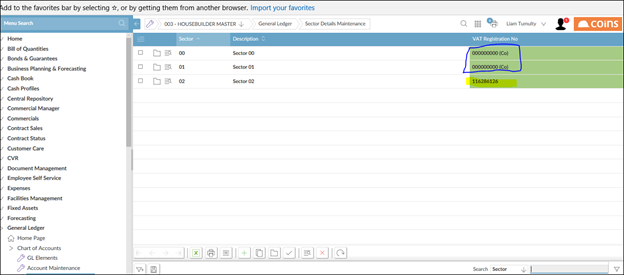 Add to the favorites bar by selecting ☆, or by getting them from another browser. Import your favorites
Menu Search
003 - HOUSEBUILDER MASTER
General Ledger
Sector Details Maintenance
Liam Tumulty
coins
Home
Bill of Quantities
Bonds & Guarantees
Business Planning & Forecasting
Cash Book
Cash Profiles
Central Repository
Commercial Manager
Commercials
Contract Sales
Contract Status
Customer Care
CVR
Document Management
Employee Self Service
Expenses
Facilities Management
Fixed Assets
Forecasting
General Ledger
Home Page
Chart of Accounts
GL Elements
Account Maintenance
Sector Description VAT Registration No
00 Sector 00 000000000 (Co)
01 Sector 01 000000000 (Co)
02 Sector 02 116286126
Search : Sector